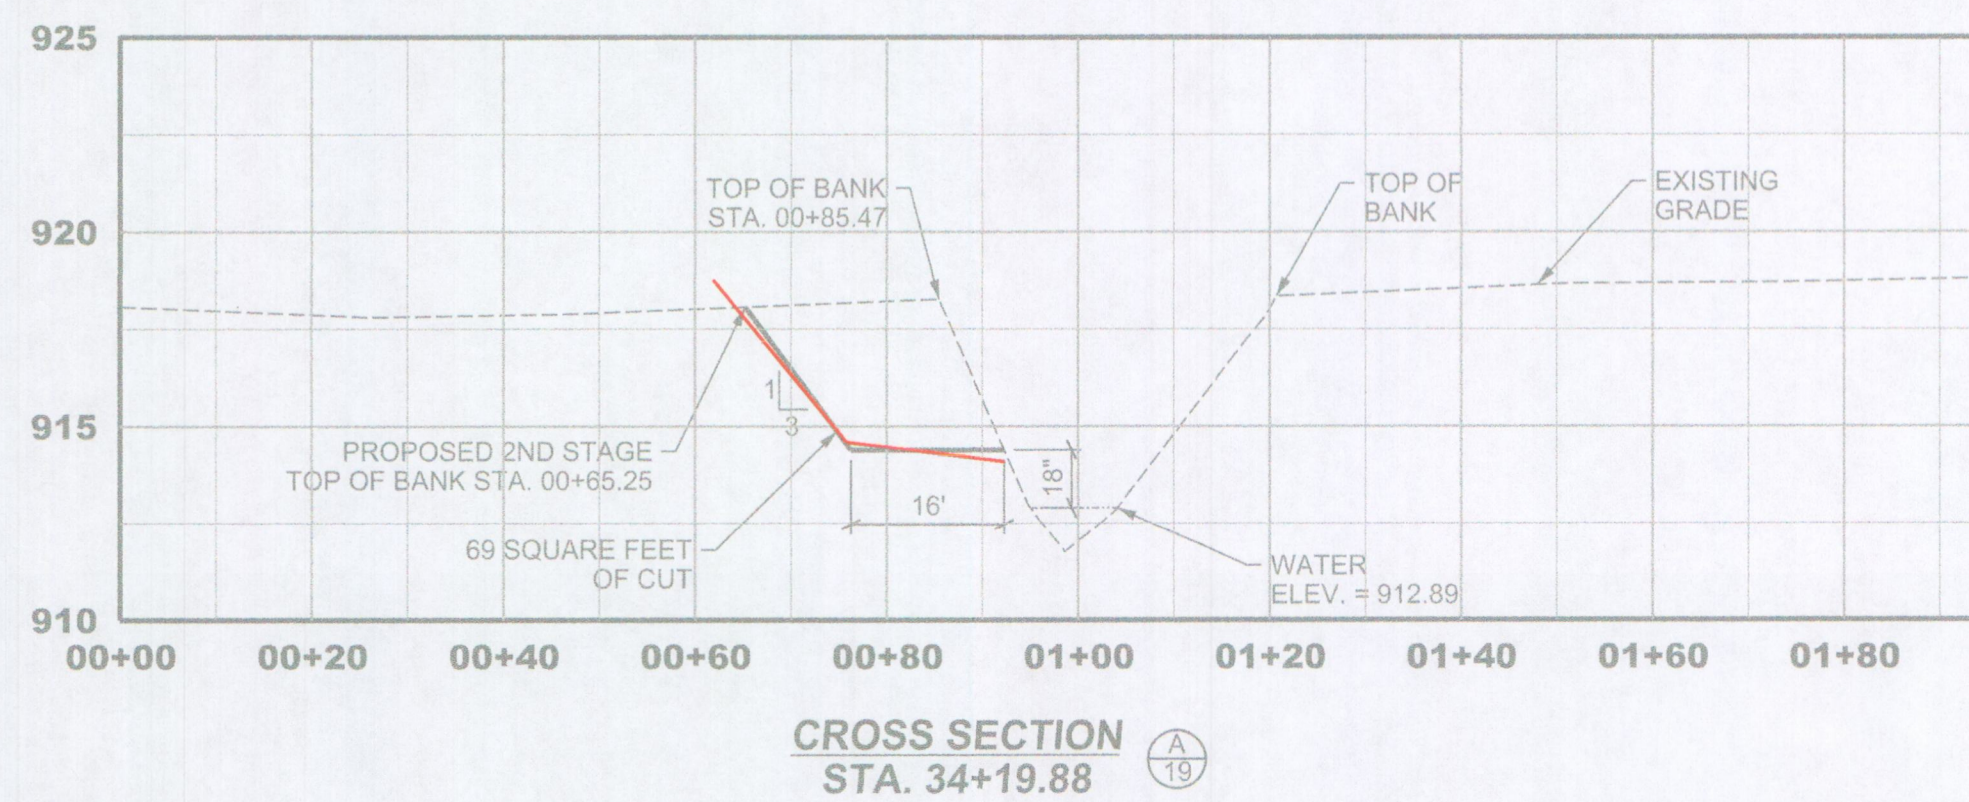 925
920
915
910
TOP OF BANK
STA. 00+85.47
TOP OF
BANK
EXISTING
GRADE
1
3
PROPOSED 2ND STAGE
TOP OF BANK STA. 00+65.25
18"
16'
69 SQUARE FEET
OF CUT
WATER
ELEV. = 912.89
00+00 00+20 00+40 00+60 00+80 01+00 01+20 01+40 01+60 01+80
CROSS SECTION
STA. 34+19.88
A
19